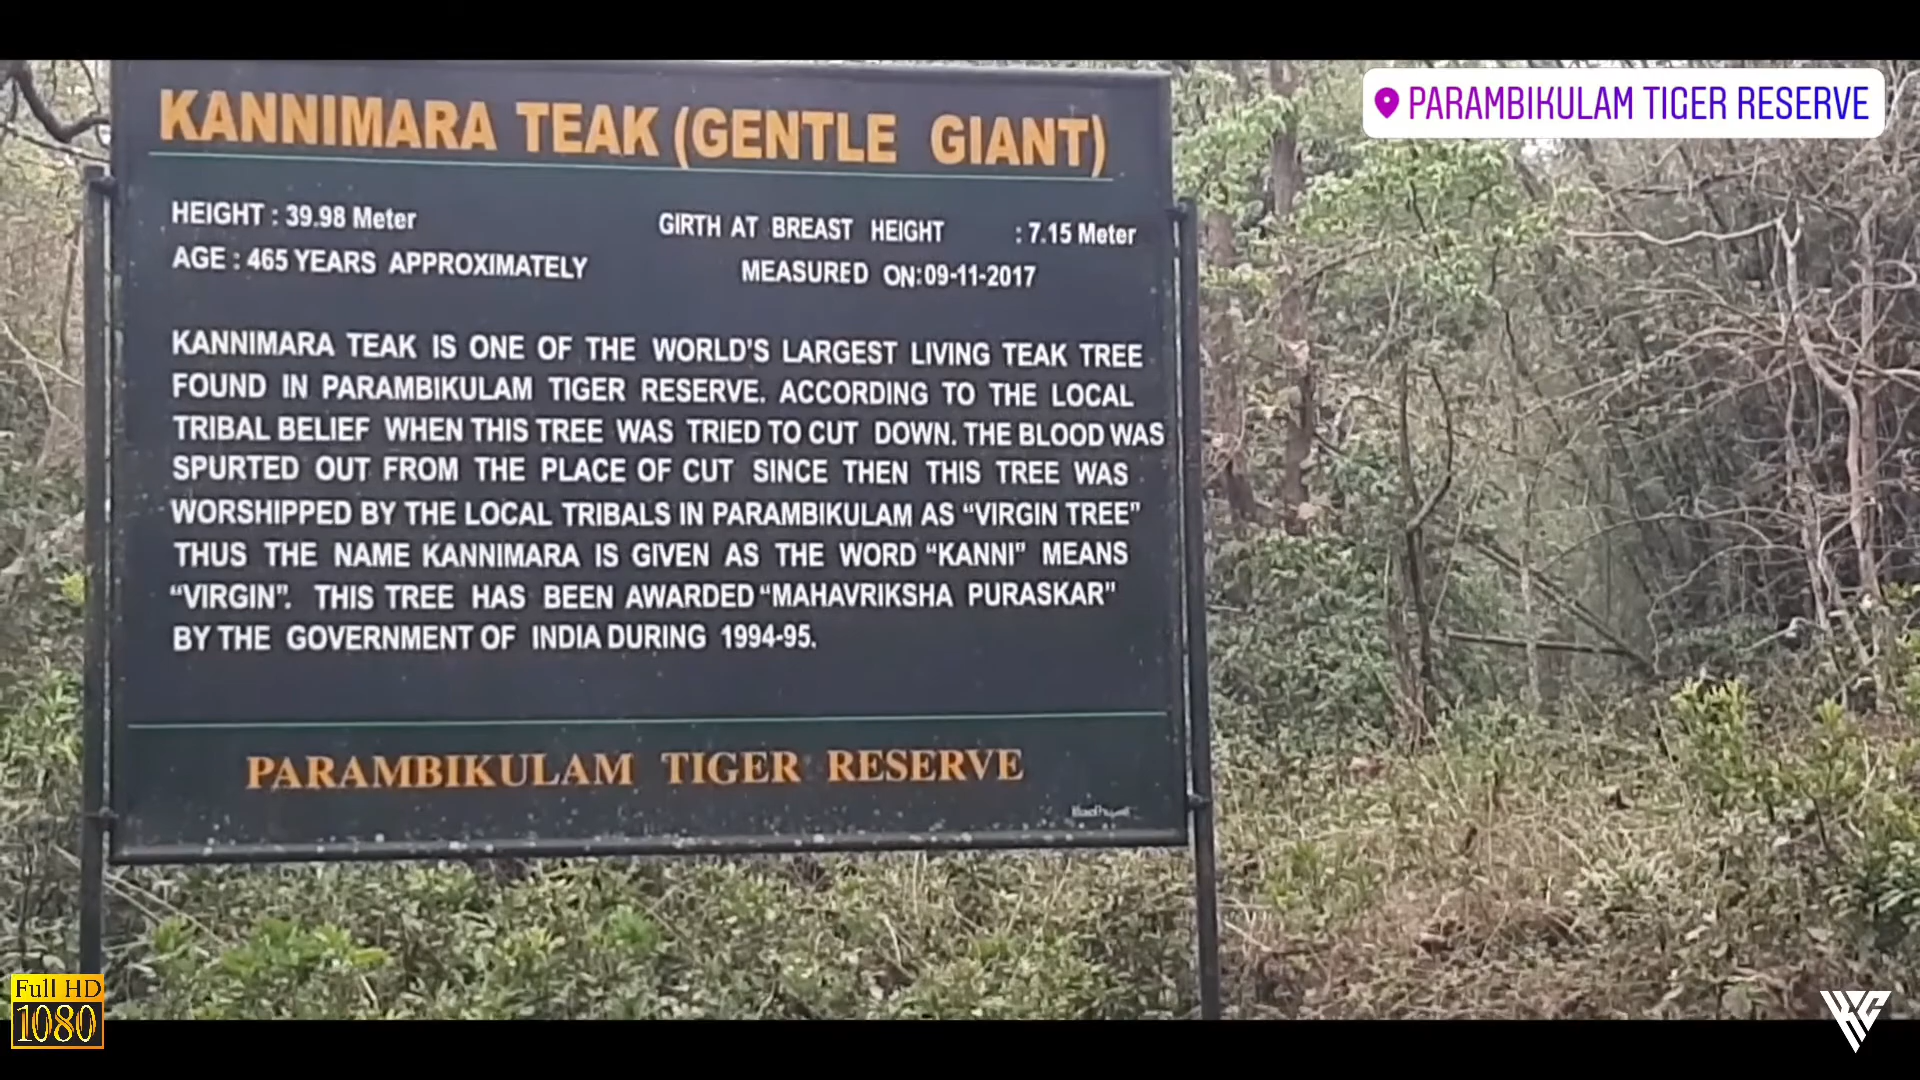 PARAMBIKULAM TIGER RESERVE
KANNIMARA TEAK (GENTLE GIANT)
HEIGHT : 39.98 Meter GIRTH AT BREAST HEIGHT : 7.15 Meter
AGE : 465 YEARS APPROXIMATELY MEASURED ON:09-11-2017
KANNIMARA TEAK IS ONE OF THE WORLD'S LARGEST LIVING TEAK TREE
FOUND IN PARAMBIKULAM TIGER RESERVE. ACCORDING TO THE LOCAL
TRIBAL BELIEF WHEN THIS TREE WAS TRIED TO CUT DOWN. THE BLOOD WAS
SPURTED OUT FROM THE PLACE OF CUT SINCE THEN THIS TREE WAS
WORSHIPPED BY THE LOCAL TRIBALS IN PARAMBIKULAM AS “VIRGIN TREE”
THUS THE NAME KANNIMARA IS GIVEN AS THE WORD “KANNI” MEANS
“VIRGIN”. THIS TREE HAS BEEN AWARDED “MAHAVRIKSHA PURASKAR”
BY THE GOVERNMENT OF INDIA DURING 1994-95.
PARAMBIKULAM TIGER RESERVE
Full HD
1080